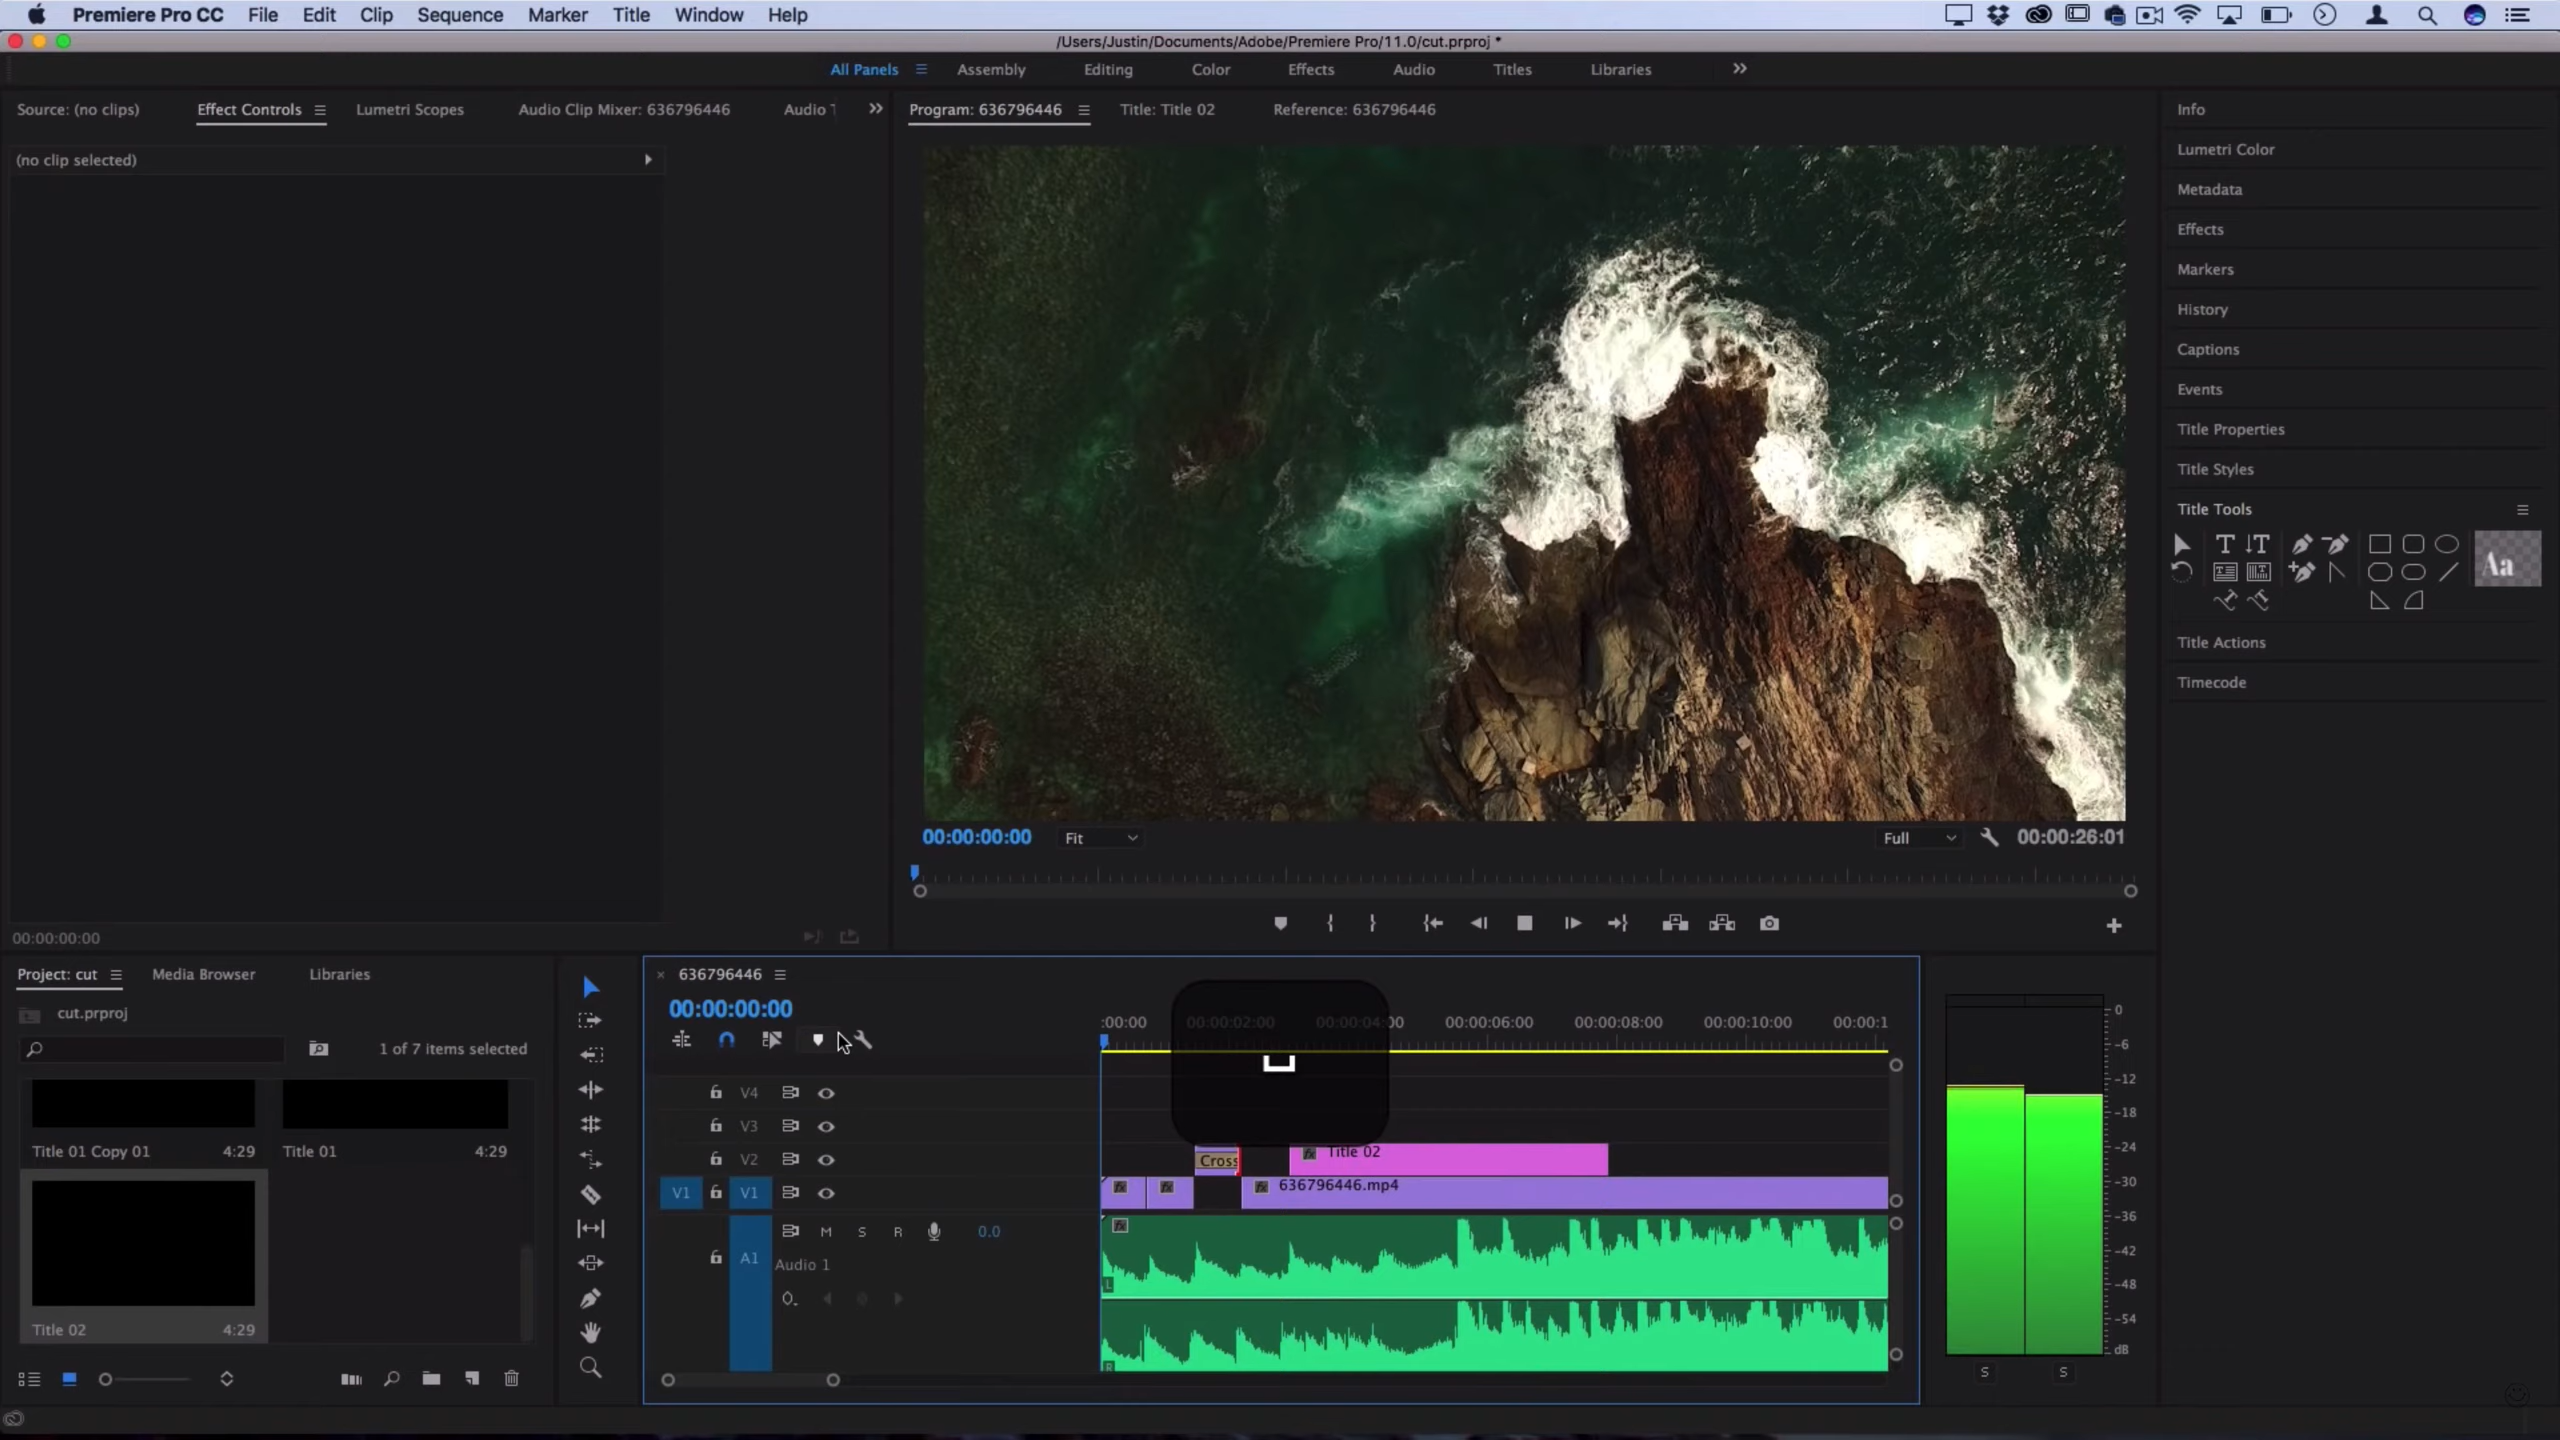 Premiere Pro CC File Edit Clip Sequence Marker Title Window Help
/Users/Justin/Documents/Adobe/Premiere Pro/11.0/cut.prproj *
All Panels Assembly Editing Color Effects Audio Titles Libraries
Source: (no clips) Effect Controls Lumetri Scopes Audio Clip Mixer: 636796446 Audio
Program: 636796446 Title: Title 02 Reference: 636796446
(no clip selected)
Info
Lumetri Color
Metadata
Effects
Markers
History
Captions
Events
Title Properties
Title Styles
Title Tools
Aa
Title Actions
Timecode
00:00:00:00 Fit Full 00:00:26:01
00:00:00:00
Project: cut Media Browser Libraries
cut.prproj
1 of 7 items selected
Title 01 Copy 01 4:29 Title 01 4:29
Title 02 4:29
636796446
00:00:00:00
:00:00 00:00:02:00 00:00:04:00 00:00:06:00 00:00:08:00 00:00:10:00 00:00:1
V4
V3
V2 Cross fx Title 02
V1 V1 fx fx fx 636796446.mp4
M S R 0.0 fx
A1 Audio 1
L
R
0
-6
-12
-18
-24
-30
-36
-42
-48
-54
dB
S S